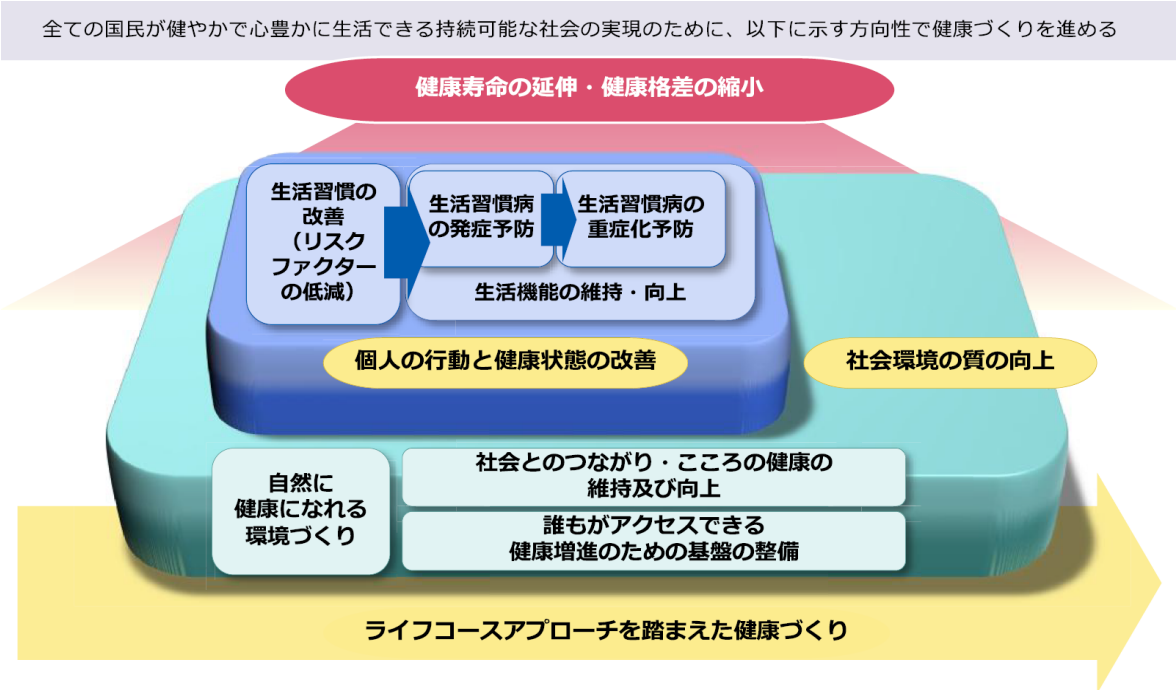 全ての国民が健やかで心豊かに生活できる持続可能な社会の実現のために、以下に示す方向性で健康づくりを進める
健康寿命の延伸・健康格差の縮小
生活習慣の
改善
（リスク
ファクター
の低減）
生活習慣病
の発症予防
生活習慣病の
重症化予防
生活機能の維持・向上
個人の行動と健康状態の改善
社会環境の質の向上
自然に
健康になれる
環境づくり
社会とのつながり・こころの健康の
維持及び向上
誰もがアクセスできる
健康増進のための基盤の整備
ライフコースアプローチを踏まえた健康づくり